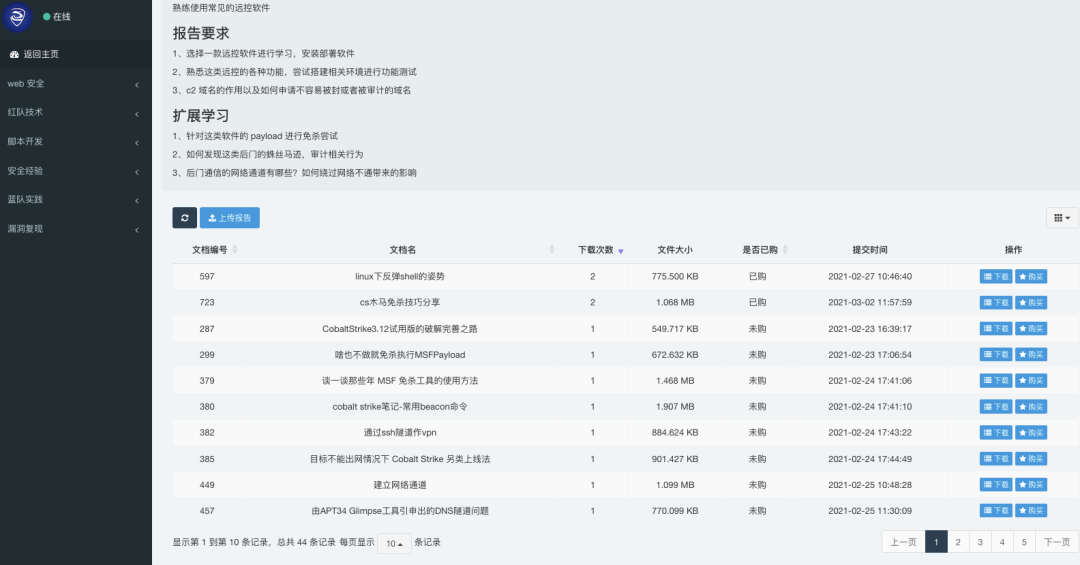 在线
返回主页
web 安全
红队技术
脚本开发
安全经验
蓝队实践
漏洞复现
熟练使用常见的远控软件
报告要求
1、选择一款远控软件进行学习，安装部署软件
2、熟悉这类远控的各种功能，尝试搭建相关环境进行功能测试
3、c2 域名的作用以及如何申请不容易被封或者被审计的域名
扩展学习
1、针对这类软件的 payload 进行免杀尝试
2、如何发现这类后门的蛛丝马迹，审计相关行为
3、后门通信的网络通道有哪些？如何绕过网络不通带来的影响
上传报告
文档编号 文档名 下载次数 文件大小 是否已购 提交时间 操作
597 linux下反弹shell的姿势 2 775.500 KB 已购 2021-02-27 10:46:40 下载 购买
723 cs木马免杀技巧分享 2 1.068 MB 已购 2021-03-02 11:57:59 下载 购买
287 CobaltStrike3.12试用版的破解完善之路 1 549.717 KB 未购 2021-02-23 16:39:17 下载 购买
299 啥也不做就免杀执行MSFPayload 1 672.632 KB 未购 2021-02-23 17:06:54 下载 购买
379 谈一谈那些年 MSF 免杀工具的使用方法 1 1.468 MB 未购 2021-02-24 17:41:06 下载 购买
380 cobalt strike笔记-常用beacon命令 1 1.907 MB 未购 2021-02-24 17:41:10 下载 购买
382 通过ssh隧道作vpn 1 884.624 KB 未购 2021-02-24 17:43:22 下载 购买
385 目标不能出网情况下 Cobalt Strike 另类上线法 1 901.427 KB 未购 2021-02-24 17:44:49 下载 购买
449 建立网络通道 1 1.099 MB 未购 2021-02-25 10:48:28 下载 购买
457 由APT34 Glimpse工具引申出的DNS隧道问题 1 770.099 KB 未购 2021-02-25 11:30:09 下载 购买
显示第 1 到第 10 条记录，总共 44 条记录 每页显示 10 条记录
上一页 1 2 3 4 5 下一页